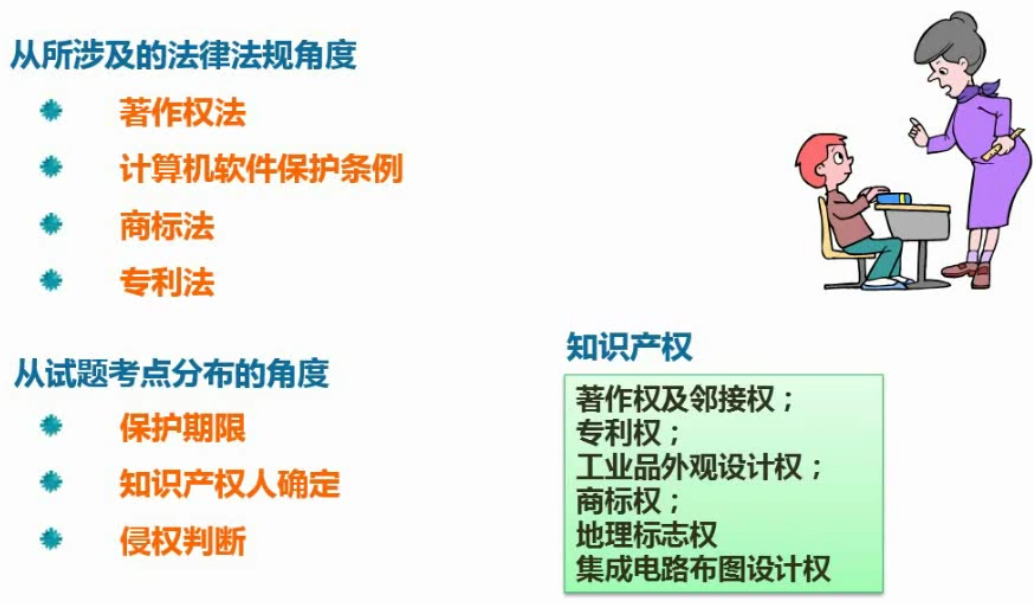 从所涉及的法律法规角度
著作权法
计算机软件保护条例
商标法
专利法
从试题考点分布的角度
保护期限
知识产权人确定
侵权判断
知识产权
著作权及邻接权；
专利权；
工业品外观设计权；
商标权；
地理标志权
集成电路布图设计权